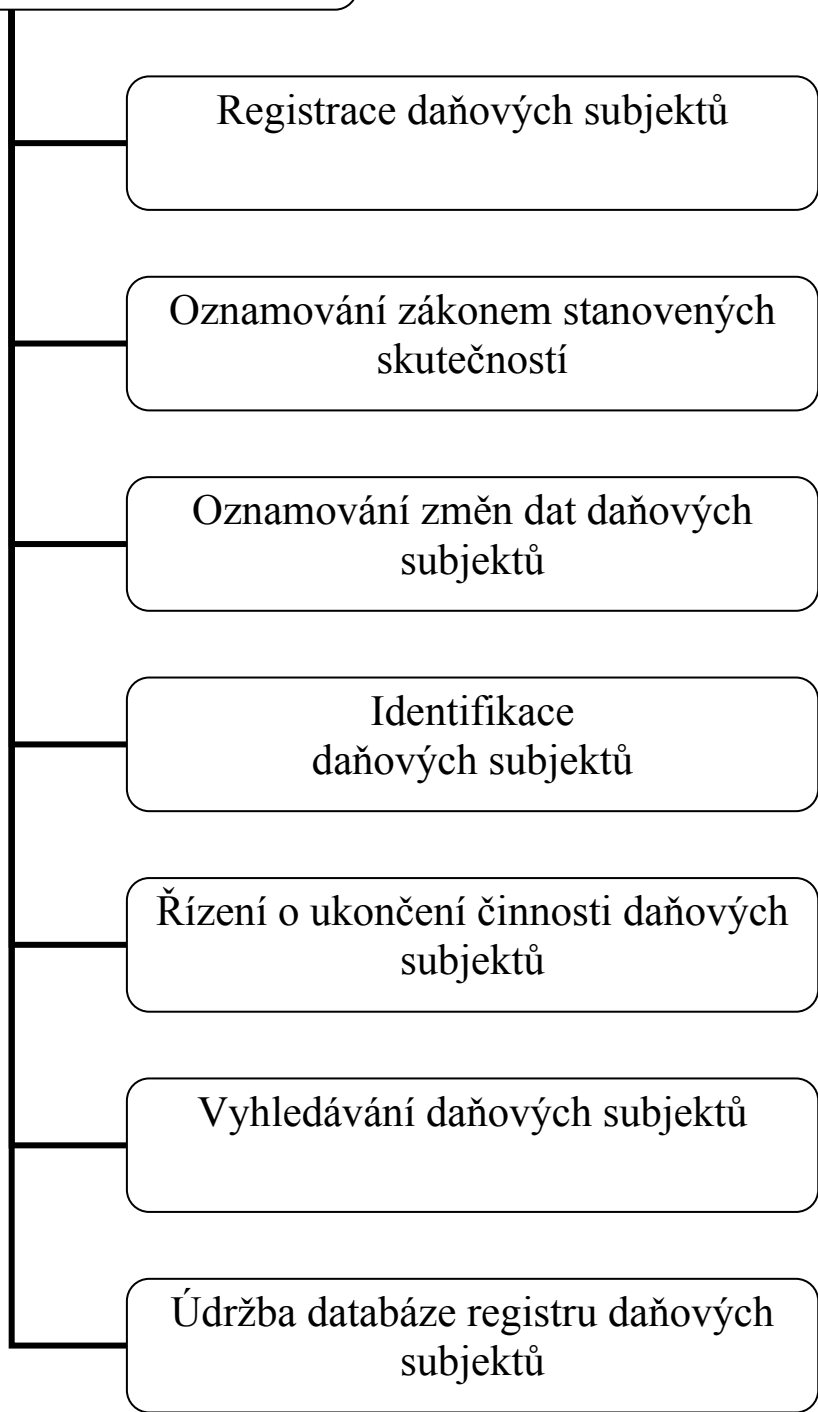 Registrace daňových subjektů
Oznamování zákonem stanovených
skutečností
Oznamování změn dat daňových
subjektů
Identifikace
daňových subjektů
Řízení o ukončení činnosti daňových
subjektů
Vyhledávání daňových subjektů
Údržba databáze registru daňových
subjektů